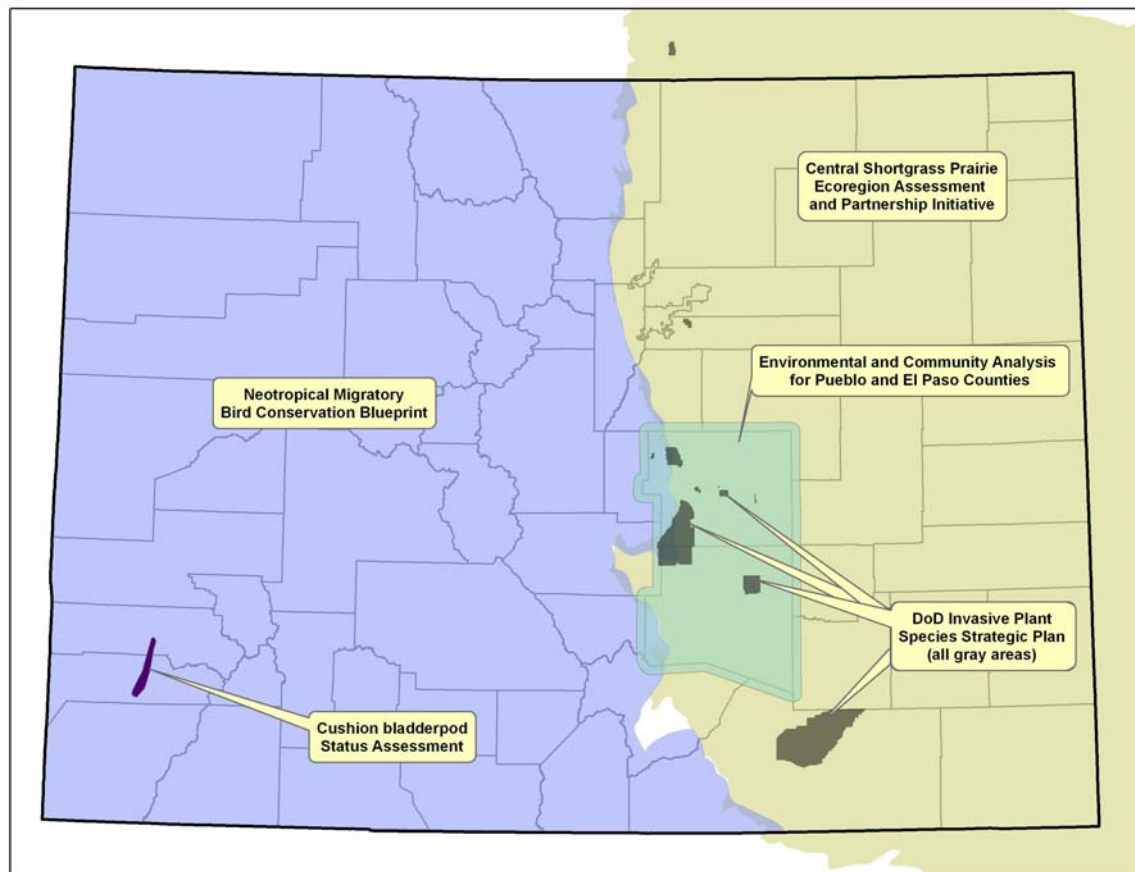 Central Shortgrass Prairie
Ecoregion Assessment
and Partnership Initiative
Environmental and Community Analysis
for Pueblo and El Paso Counties
Neotropical Migratory
Bird Conservation Blueprint
DoD Invasive Plant
Species Strategic Plan
(all gray areas)
Cushion bladderpod
Status Assessment